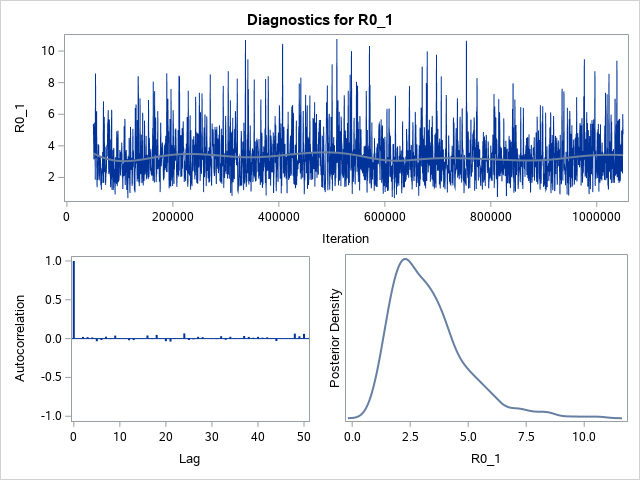 Diagnostics for R0_1
R0_1
10
8
6
4
2
0 200000 400000 600000 800000 1000000
Iteration
Autocorrelation
1.0
0.5
0.0
-0.5
-1.0
0 10 20 30 40 50
Lag
Posterior Density
0.0 2.5 5.0 7.5 10.0
R0_1